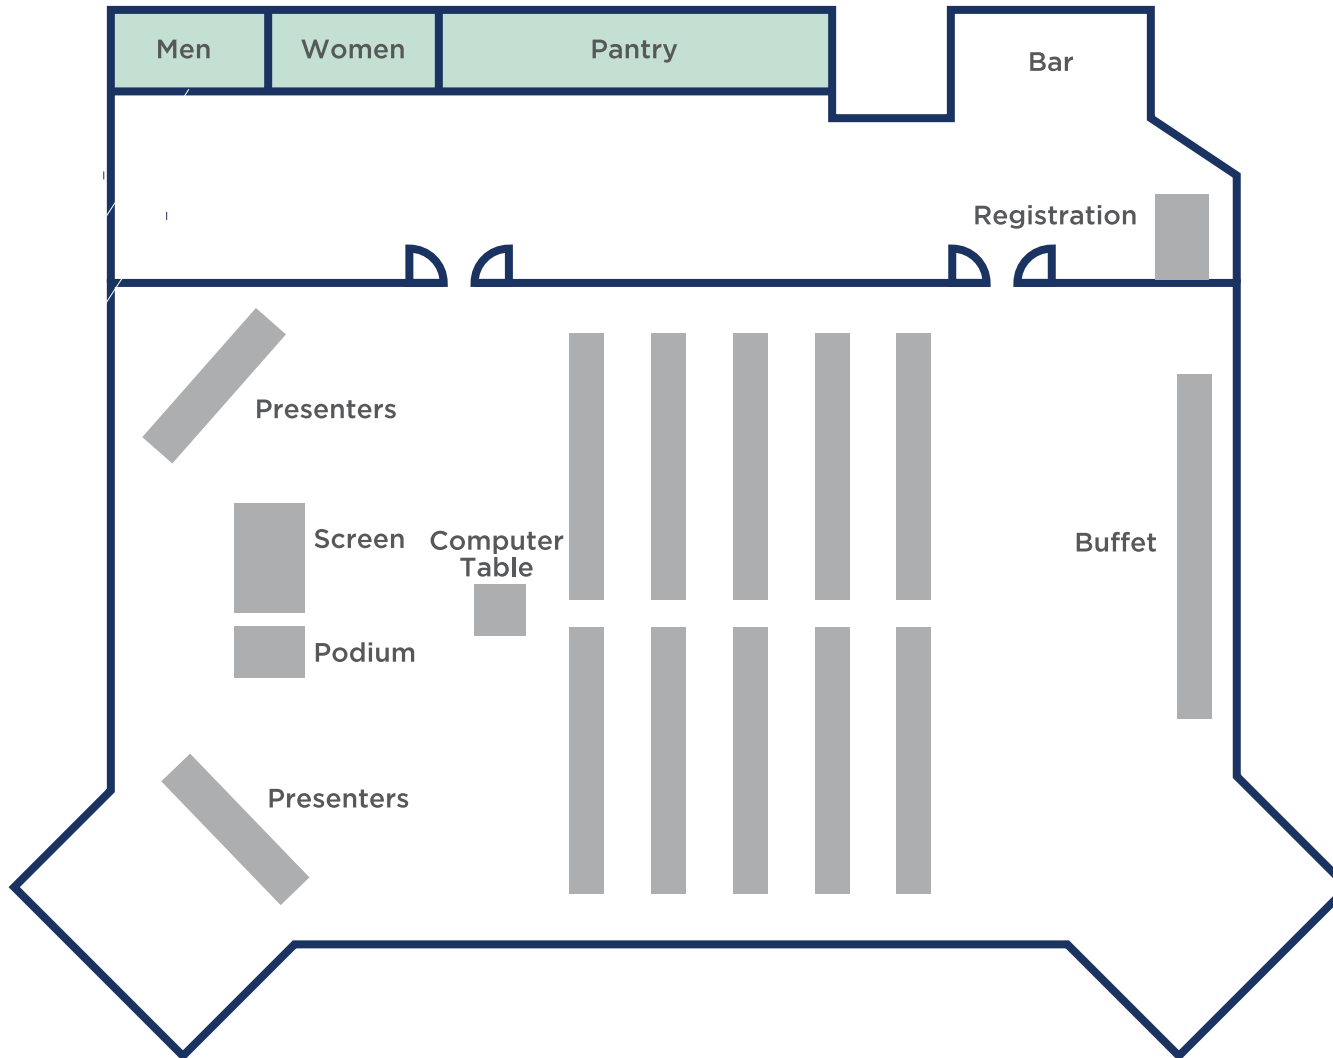 Men
Women
Pantry
Bar
Registration
Presenters
Screen
Computer
Table
Buffet
Podium
Presenters